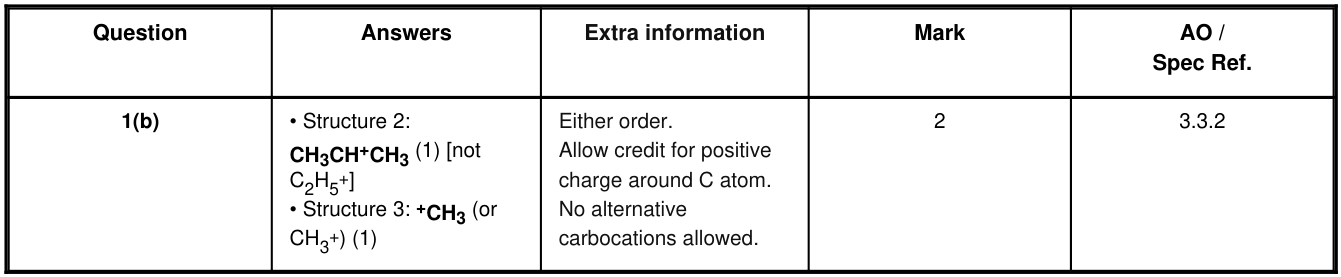 Question Answers Extra information Mark AO /
Spec Ref.
1(b) • Structure 2: Either order. 2 3.3.2
CH₃CH⁺CH₃ (1) [not Allow credit for positive
C₂H₅⁺] charge around C atom.
• Structure 3: ⁺CH₃ (or No alternative
CH₃⁺) (1) carbocations allowed.